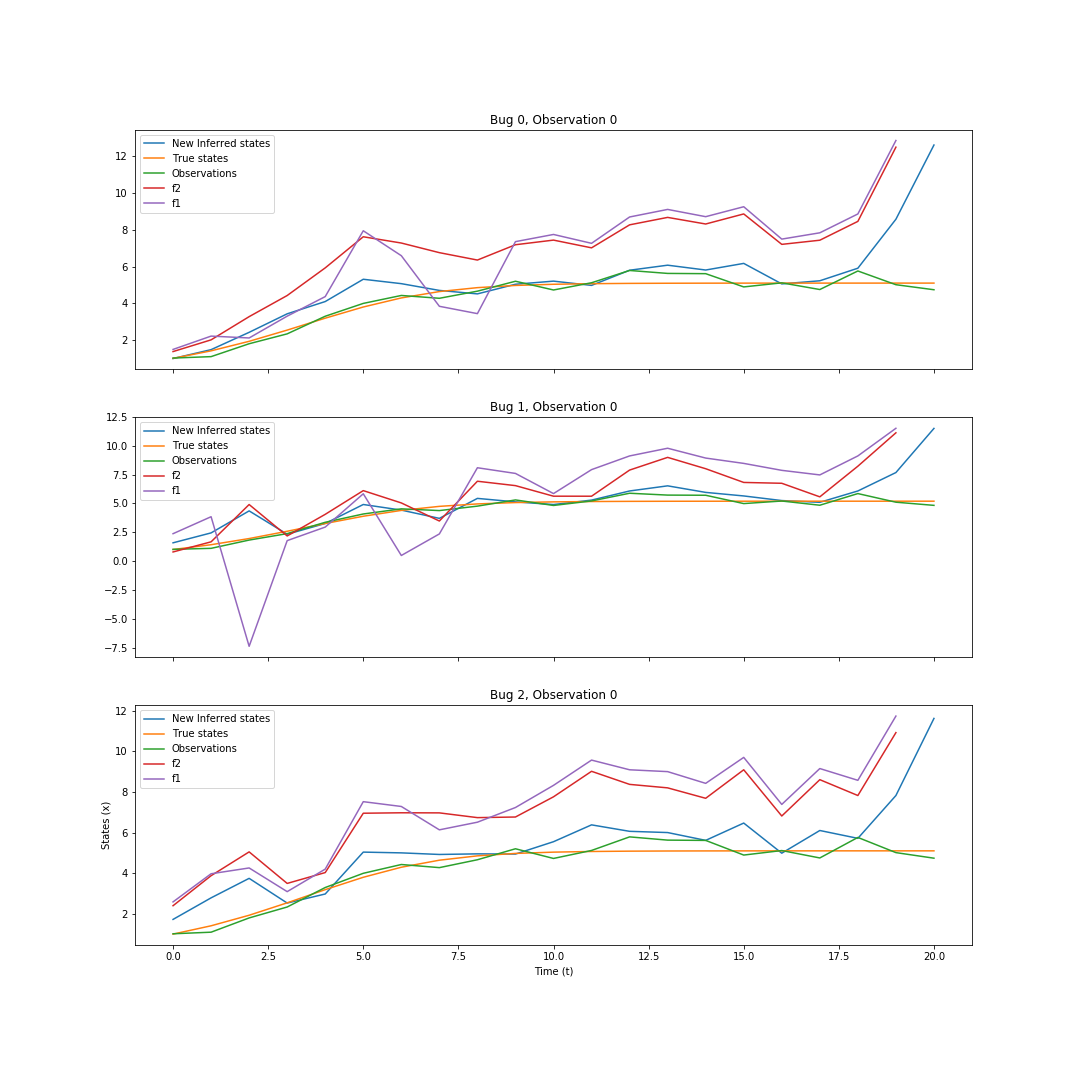 Bug 0, Observation 0
New Inferred states
True states
Observations
f2
f1
12
10
8
6
4
2
Bug 1, Observation 0
New Inferred states
True states
Observations
f2
f1
12.5
10.0
7.5
5.0
2.5
0.0
−2.5
−5.0
−7.5
Bug 2, Observation 0
New Inferred states
True states
Observations
f2
f1
12
10
8
6
4
2
States (x)
0.0 2.5 5.0 7.5 10.0 12.5 15.0 17.5 20.0
Time (t)